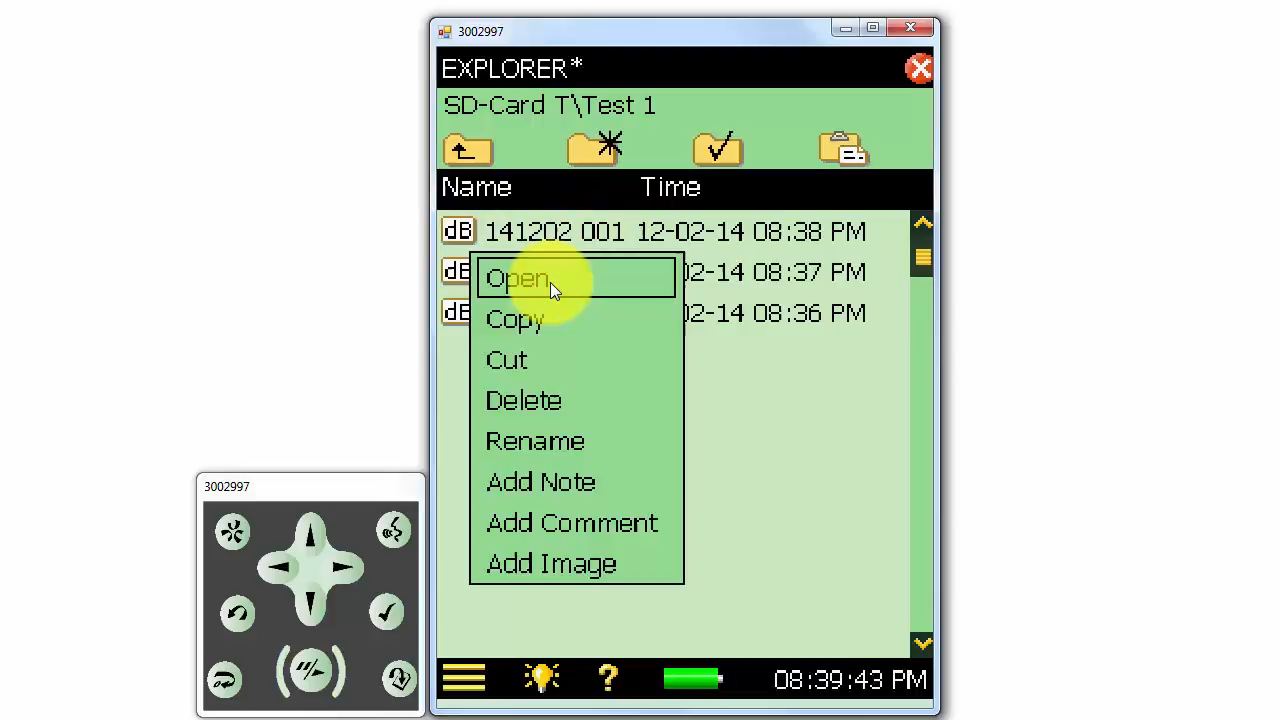 3002997
EXPLORER*
SD-Card T\Test 1
Name Time
dB 141202 001 12-02-14 08:38 PM
dB 02-14 08:37 PM
dB 02-14 08:36 PM
Open
Copy
Cut
Delete
Rename
Add Note
Add Comment
Add Image
3002997
? 08:39:43 PM